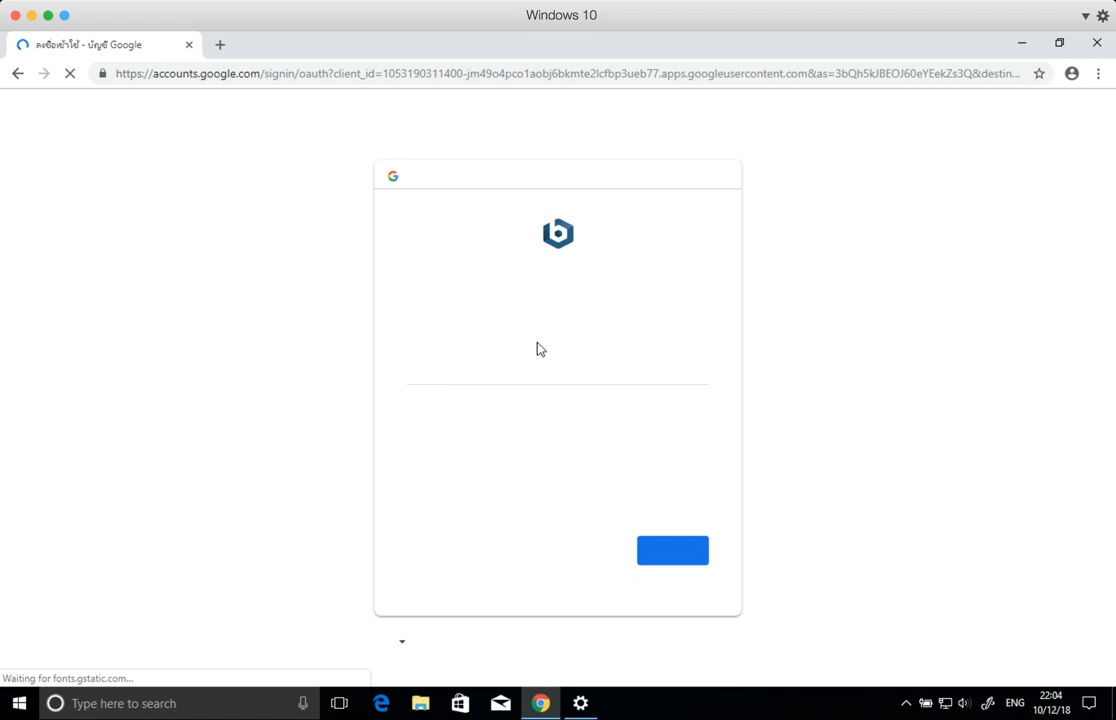 Windows 10
ลงชื่อเข้าใช้ - บัญชี Google
https://accounts.google.com/signin/oauth?client_id=1053190311400-jm49o4pco1aobj6bkmte2lcfbp3ueb77.apps.googleusercontent.com&as=3bQh5kJBEOJ60eYEekZs3Q&destin...
Waiting for fonts.gstatic.com...
Type here to search
ENG
22:04
10/12/18